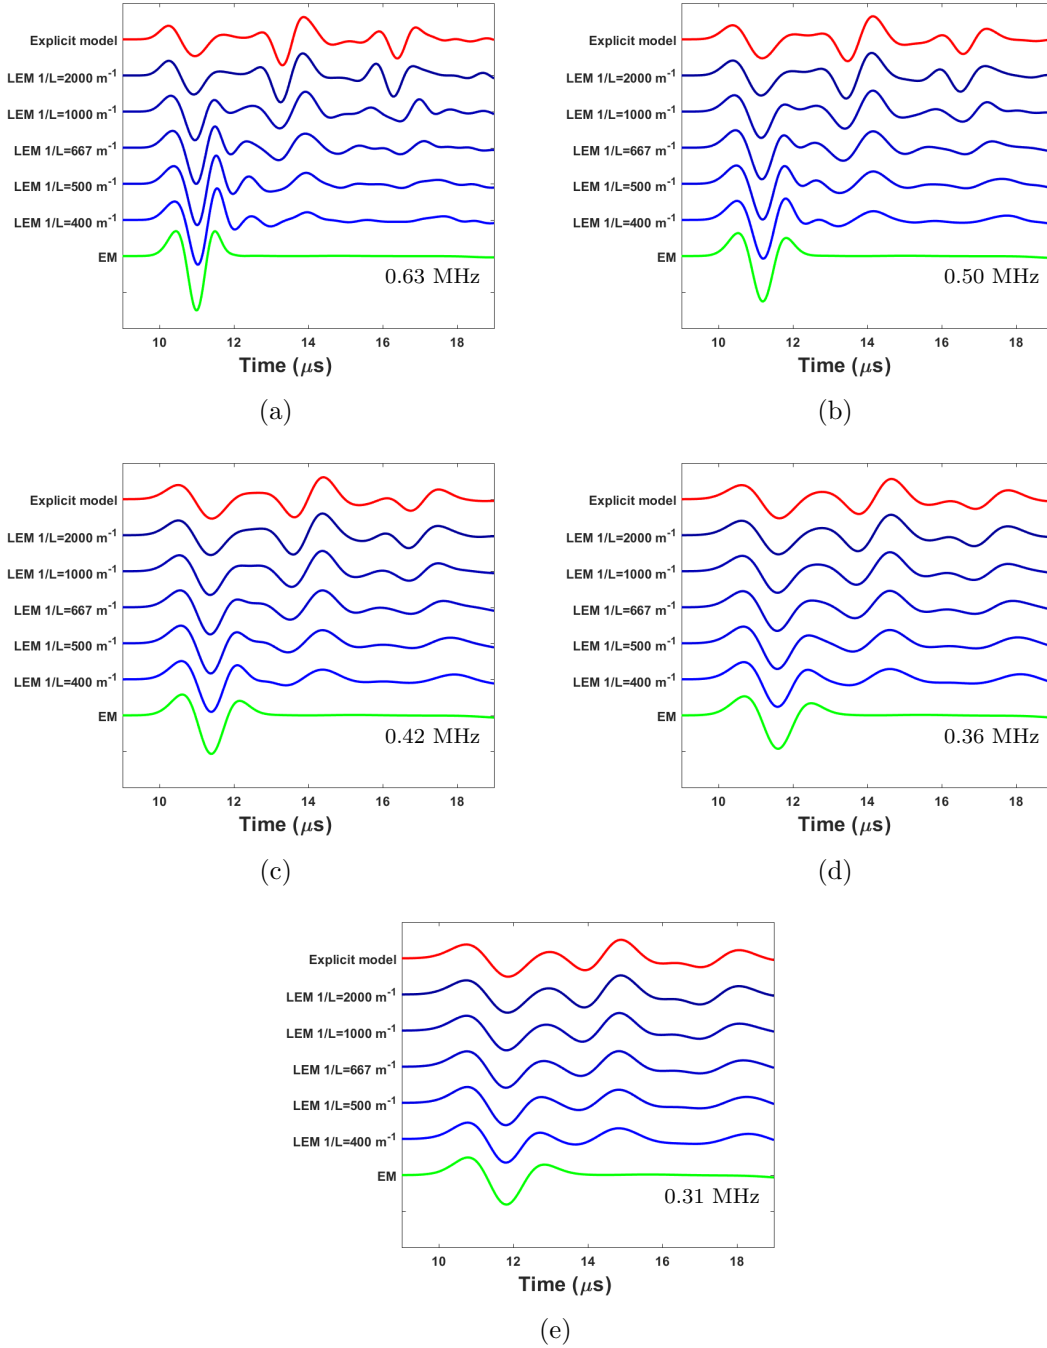 Explicit model
LEM 1/L=2000 m⁻¹
LEM 1/L=1000 m⁻¹
LEM 1/L=667 m⁻¹
LEM 1/L=500 m⁻¹
LEM 1/L=400 m⁻¹
EM
0.63 MHz
10 12 14 16 18
Time (μs)
(a)
Explicit model
LEM 1/L=2000 m⁻¹
LEM 1/L=1000 m⁻¹
LEM 1/L=667 m⁻¹
LEM 1/L=500 m⁻¹
LEM 1/L=400 m⁻¹
EM
0.50 MHz
10 12 14 16 18
Time (μs)
(b)
Explicit model
LEM 1/L=2000 m⁻¹
LEM 1/L=1000 m⁻¹
LEM 1/L=667 m⁻¹
LEM 1/L=500 m⁻¹
LEM 1/L=400 m⁻¹
EM
0.42 MHz
10 12 14 16 18
Time (μs)
(c)
Explicit model
LEM 1/L=2000 m⁻¹
LEM 1/L=1000 m⁻¹
LEM 1/L=667 m⁻¹
LEM 1/L=500 m⁻¹
LEM 1/L=400 m⁻¹
EM
0.36 MHz
10 12 14 16 18
Time (μs)
(d)
Explicit model
LEM 1/L=2000 m⁻¹
LEM 1/L=1000 m⁻¹
LEM 1/L=667 m⁻¹
LEM 1/L=500 m⁻¹
LEM 1/L=400 m⁻¹
EM
0.31 MHz
10 12 14 16 18
Time (μs)
(e)